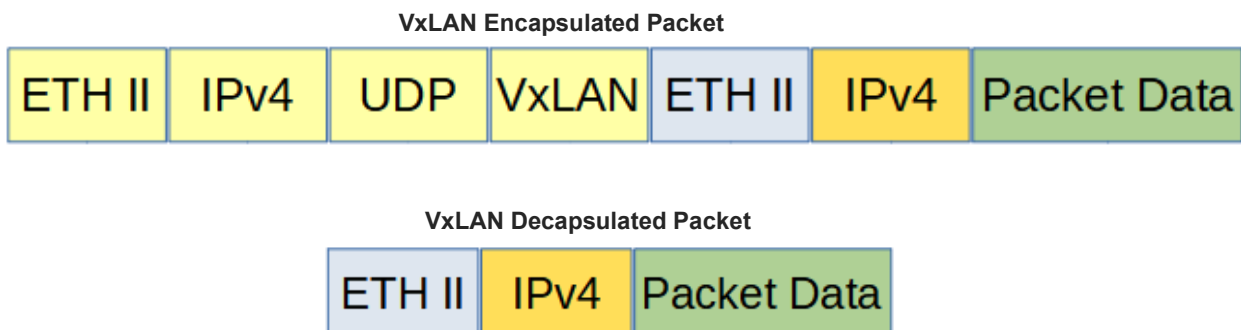 VxLAN Encapsulated Packet
ETH II IPv4 UDP VxLAN ETH II IPv4 Packet Data
VxLAN Decapsulated Packet
ETH II IPv4 Packet Data